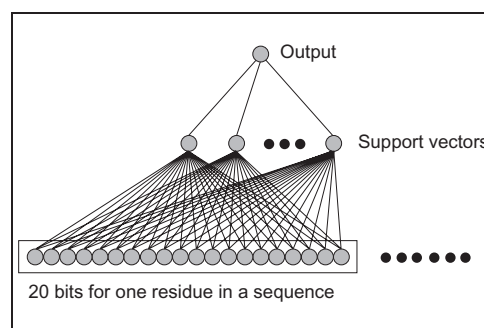 Output
Support vectors
20 bits for one residue in a sequence